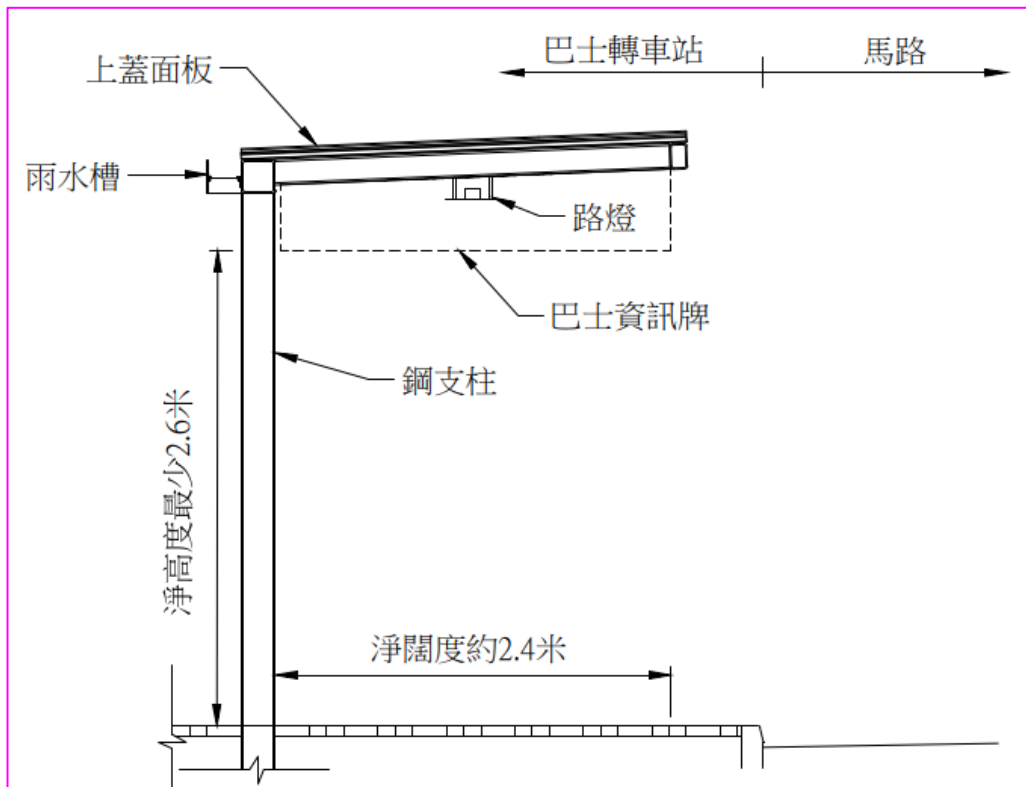 巴士轉車站
馬路
上蓋面板
雨水槽
路燈
巴士資訊牌
鋼支柱
淨高度最少2.6米
淨闊度約2.4米